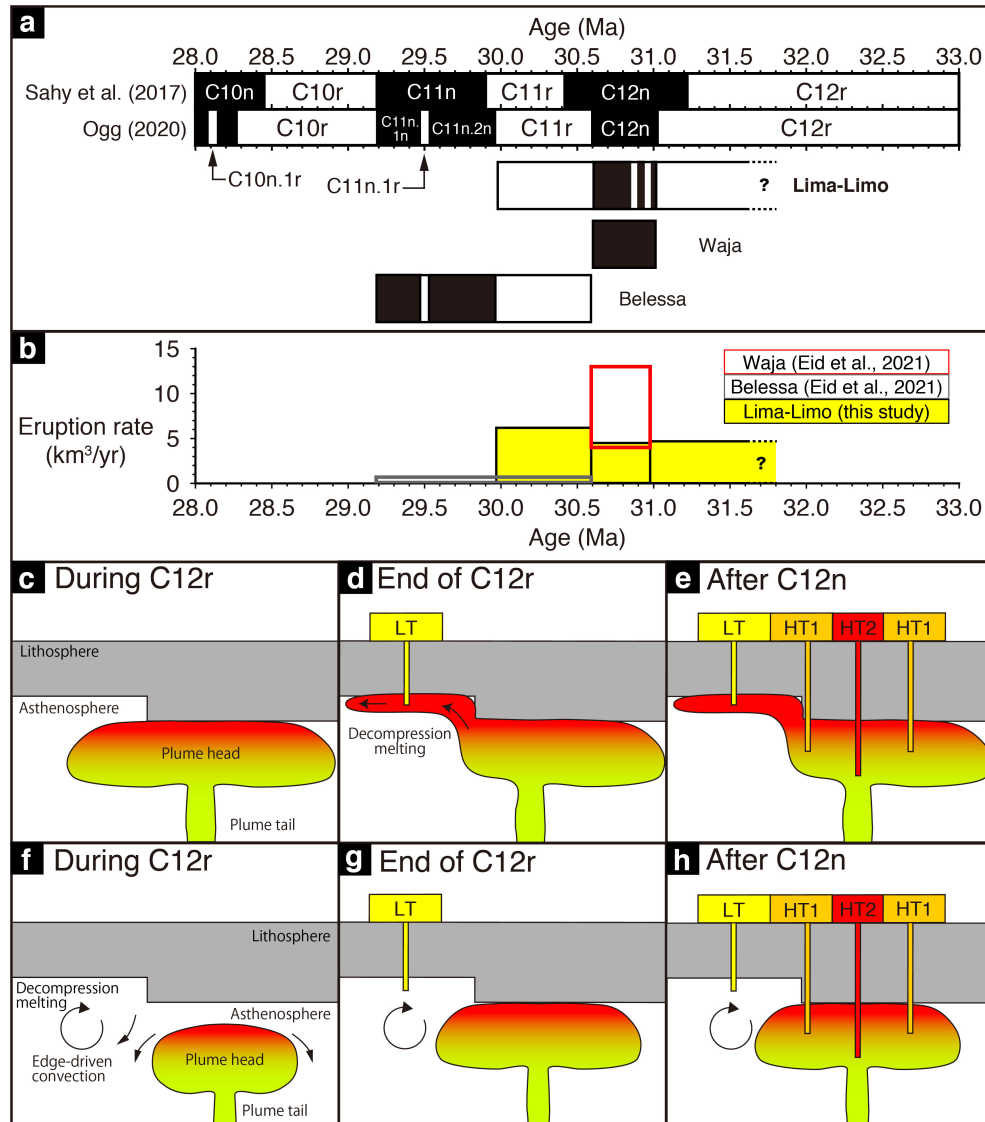 a
Age (Ma)
28.0 28.5 29.0 29.5 30.0 30.5 31.0 31.5 32.0 32.5 33.0
Sahy et al. (2017) C10n C10r C11n C11r C12n C12r
Ogg (2020) C10r C11n.1n C11n.2n C11r C12n C12r
C10n.1r C11n.1r
? Lima-Limo
Waja
Belessa
b
15
10
5
0
Eruption rate
(km³/yr)
Waja (Eid et al., 2021)
Belessa (Eid et al., 2021)
Lima-Limo (this study)
?
28.0 28.5 29.0 29.5 30.0 30.5 31.0 31.5 32.0 32.5 33.0
Age (Ma)
c During C12r
Lithosphere
Asthenosphere
Plume head
Plume tail
d End of C12r
LT
Decompression
melting
e After C12n
LT HT1 HT2 HT1
f During C12r
Lithosphere
Decompression
melting
Asthenosphere
Edge-driven
convection
Plume head
Plume tail
g End of C12r
LT
h After C12n
LT HT1 HT2 HT1